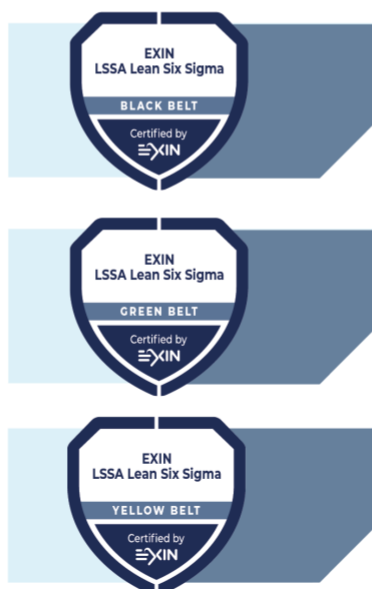 EXIN
LSSA Lean Six Sigma
BLACK BELT
Certified by
EXIN
EXIN
LSSA Lean Six Sigma
GREEN BELT
Certified by
EXIN
EXIN
LSSA Lean Six Sigma
YELLOW BELT
Certified by
EXIN